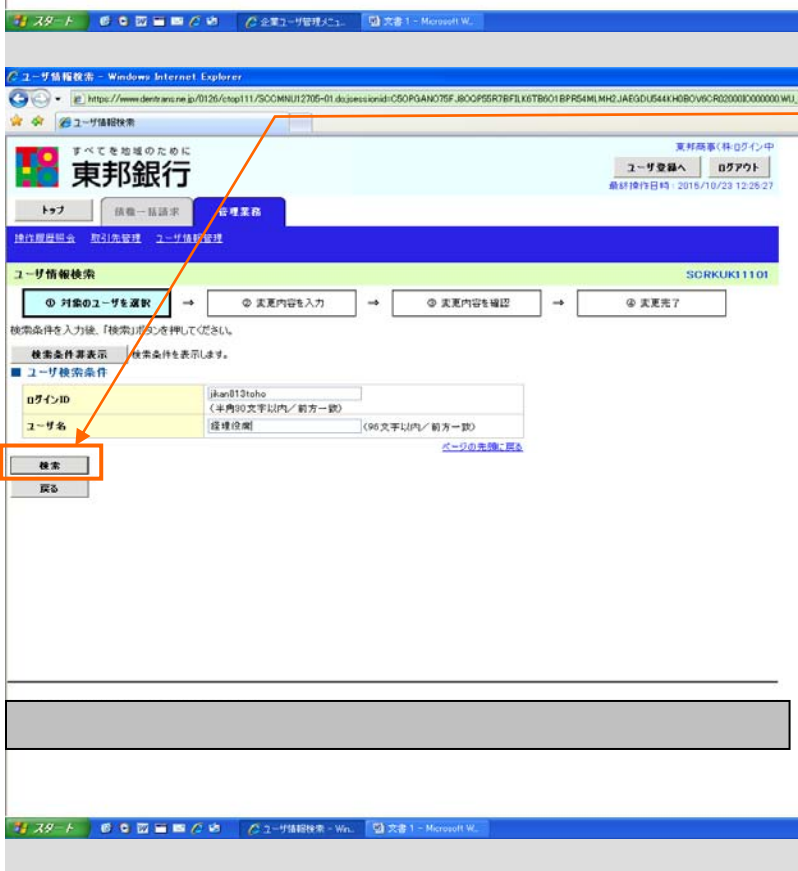 スタート 企業ユーザ管理メニュ... 文書 1 - Microsoft W...
ユーザ情報検索 - Windows Internet Explorer
ユーザ情報検索
すべてを地域のために
東邦銀行
ユーザ登録へ ログアウト
最終操作日時：2015/10/23 12:25:27
トップ 債権一括請求 管理業務
操作履歴照会 取引先管理 ユーザ情報管理
ユーザ情報検索 SCRKUK11101
① 対象のユーザを選択 ⇒ ② 変更内容を入力 ⇒ ③ 変更内容を確認 ⇒ ④ 変更完了
検索条件を入力後、「検索」ボタンを押してください。
検索条件非表示 検索条件を表示します。
■ ユーザ検索条件
ログインID jikan813toho
(半角30文字以内／前方一致)
ユーザ名 経理役席 (96文字以内／前方一致)
ページの先頭に戻る
検索
戻る
スタート ユーザ情報検索 - Win... 文書 1 - Microsoft W...